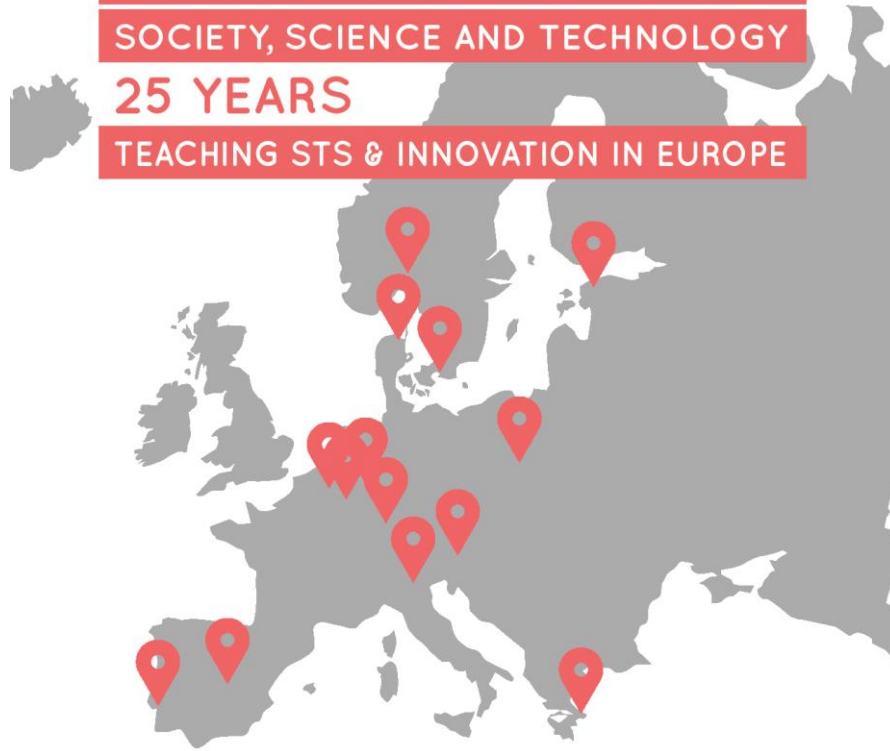 SOCIETY, SCIENCE AND TECHNOLOGY
25 YEARS
TEACHING STS & INNOVATION IN EUROPE